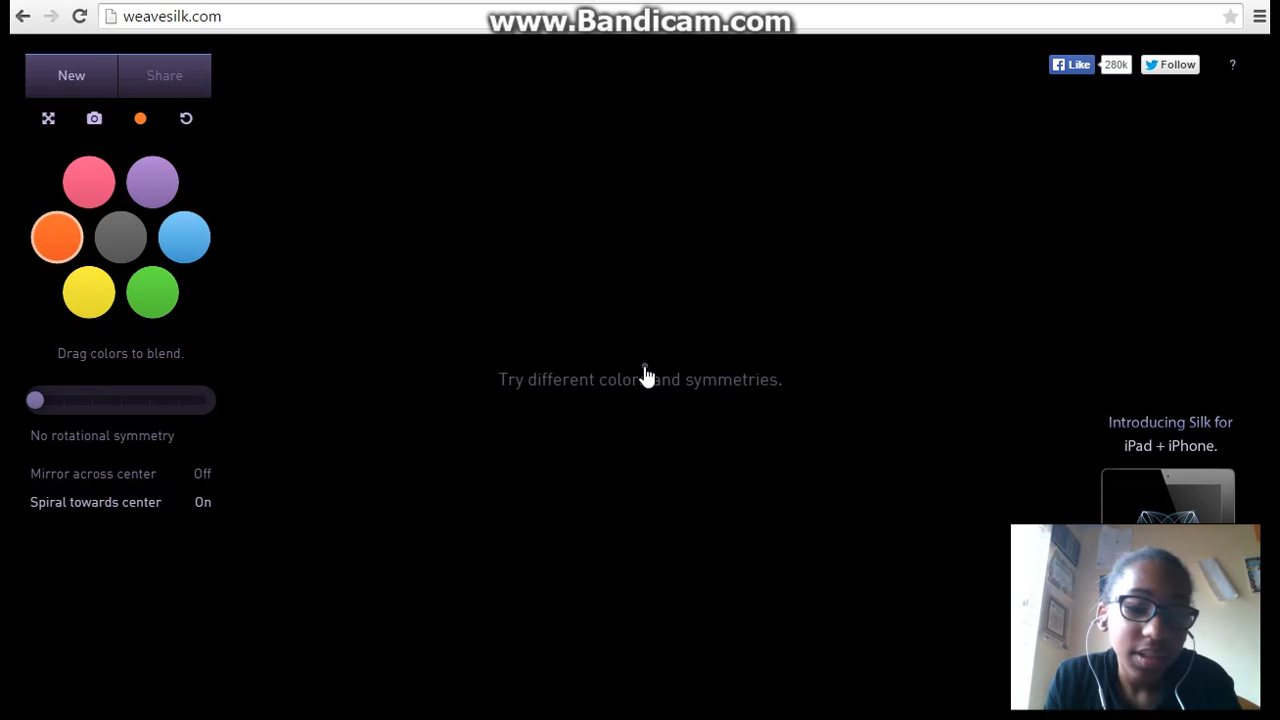 weavesilk.com
www.Bandicam.com
New
Share
Like
280k
Follow
?
Drag colors to blend.
Try different colors and symmetries.
No rotational symmetry
Mirror across center Off
Spiral towards center On
Introducing Silk for
iPad + iPhone.